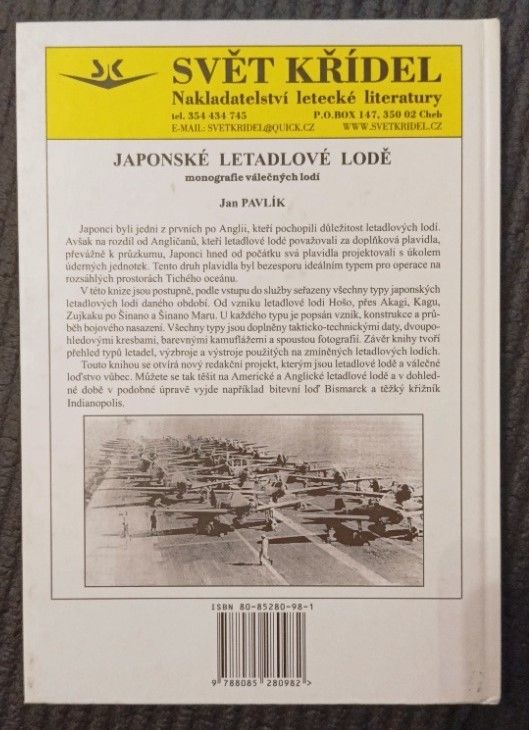 SVĚT KŘÍDEL
Nakladatelství letecké literatury
tel. 354 434 745 P.O.BOX 147, 350 02 Cheb
E-MAIL: SVETKRIDEL@QUICK.CZ WWW.SVETKRIDEL.CZ
JAPONSKÉ LETADLOVÉ LODĚ
monografie válečných lodí
Jan PAVLÍK
Japonci byli jedni z prvních po Anglii, kteří pochopili důležitost letadlových lodí.
Avšak na rozdíl od Angličanů, kteří letadlové lodě považovali za doplňková plavidla,
převážně k průzkumu, Japonci hned od počátku svá plavidla projektovali s úkolem
úderných jednotek. Tento druh plavidla byl bezesporu ideálním typem pro operace na
rozsáhlých prostorách Tichého oceánu.
V této knize jsou postupně, podle vstupu do služby seřazeny všechny typy japonských
letadlových lodí daného období. Od vzniku letadlové lodi Hošo, přes Akagi, Kagu,
Zujkaku po Šinano a Šinano Maru. U každého typu je popsán vznik, konstrukce a prů-
běh bojového nasazení. Všechny typy jsou doplněny takticko-technickými daty, dvoupo-
hledovými kresbami, barevnými kamuflážemi a spoustou fotografií. Závěr knihy tvoří
přehled typů letadel, výzbroje a výstroje použitých na zmíněných letadlových lodích.
Touto knihou se otvírá nový redakční projekt, kterým jsou letadlové lodě a válečné
loďstvo vůbec. Můžete se tak těšit na Americké a Anglické letadlové lodě a v dohled-
né době v podobné úpravě vyjde například bitevní loď Bismarck a těžký křižník
Indianopolis.
ISBN 80-85280-98-1
9 788085 280982 >